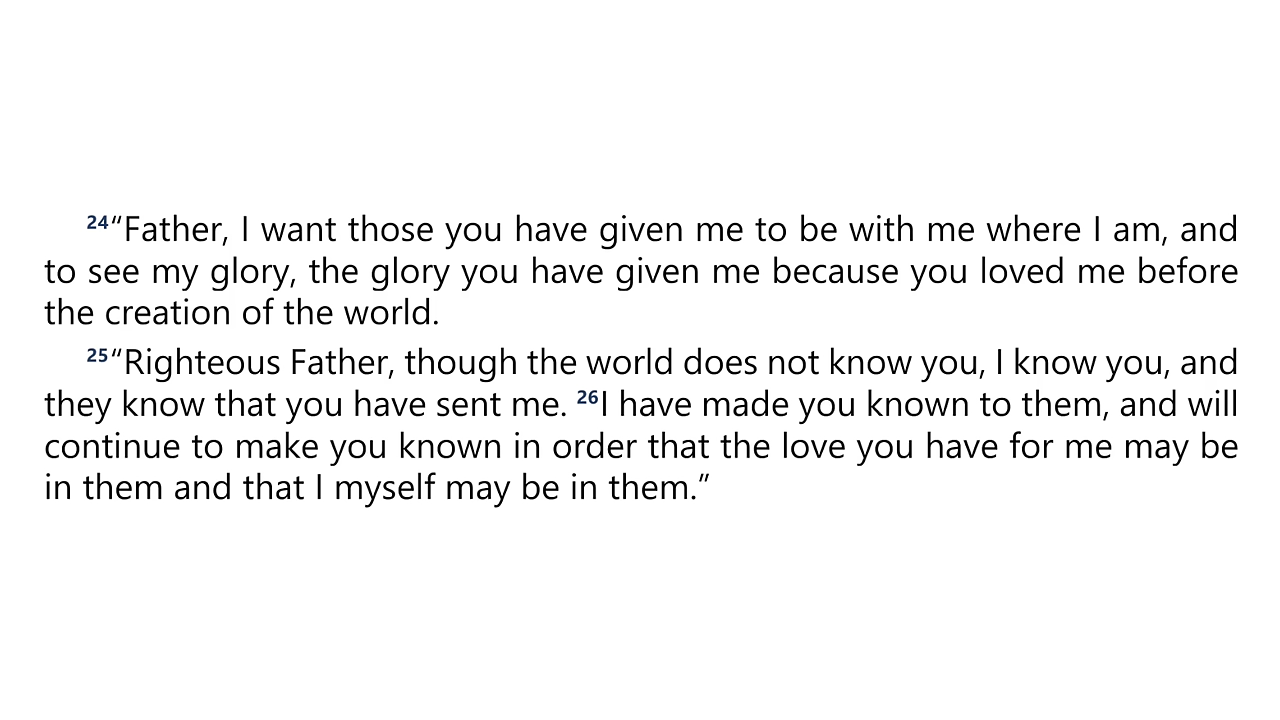 24“Father, I want those you have given me to be with me where I am, and
to see my glory, the glory you have given me because you loved me before
the creation of the world.
25“Righteous Father, though the world does not know you, I know you, and
they know that you have sent me. 26I have made you known to them, and will
continue to make you known in order that the love you have for me may be
in them and that I myself may be in them.”